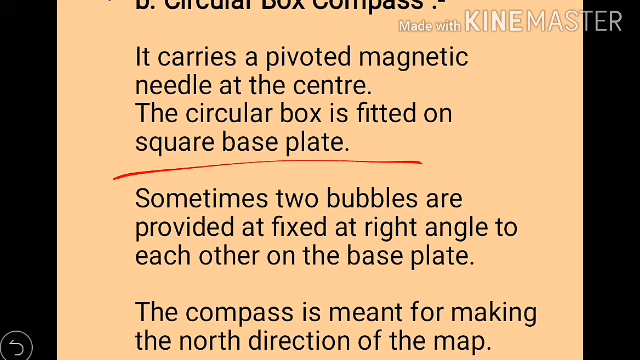 b. Circular Box Compass :-
Made with KINEMASTER
It carries a pivoted magnetic
needle at the centre.
The circular box is fitted on
square base plate.
Sometimes two bubbles are
provided at fixed at right angle to
each other on the base plate.
The compass is meant for making
the north direction of the map.